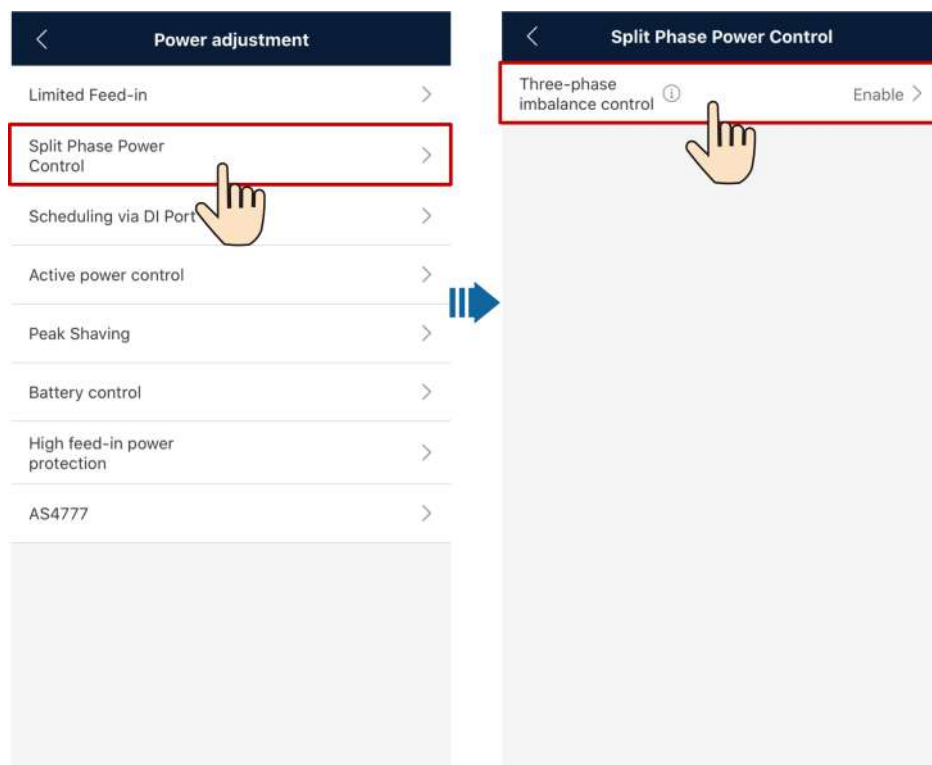 Power adjustment
Limited Feed-in
Split Phase Power
Control
Scheduling via DI Port
Active power control
Peak Shaving
Battery control
High feed-in power
protection
AS4777
Split Phase Power Control
Three-phase
imbalance control
Enable